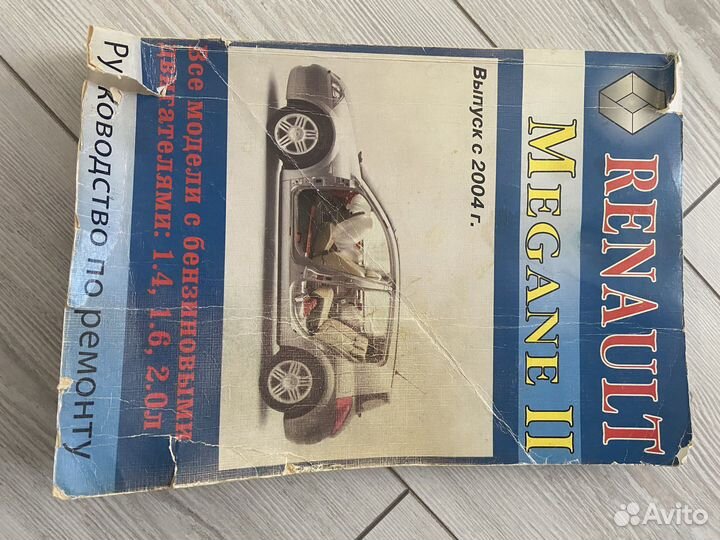 RENAULT
MEGANE II
Выпуск с 2004 г.
Все модели с бензиновыми
двигателями: 1.4, 1.6, 2.0л
Руководство по ремонту
Avito